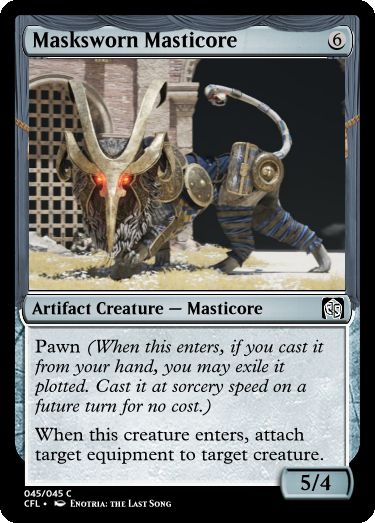 Masksworn Masticore 6
Artifact Creature — Masticore
Pawn (When this enters, if you cast it
from your hand, you may exile it
plotted. Cast it at sorcery speed on a
future turn for no cost.)
When this creature enters, attach
target equipment to target creature.
5/4
045/045 C
CFL • Enotria: the Last Song